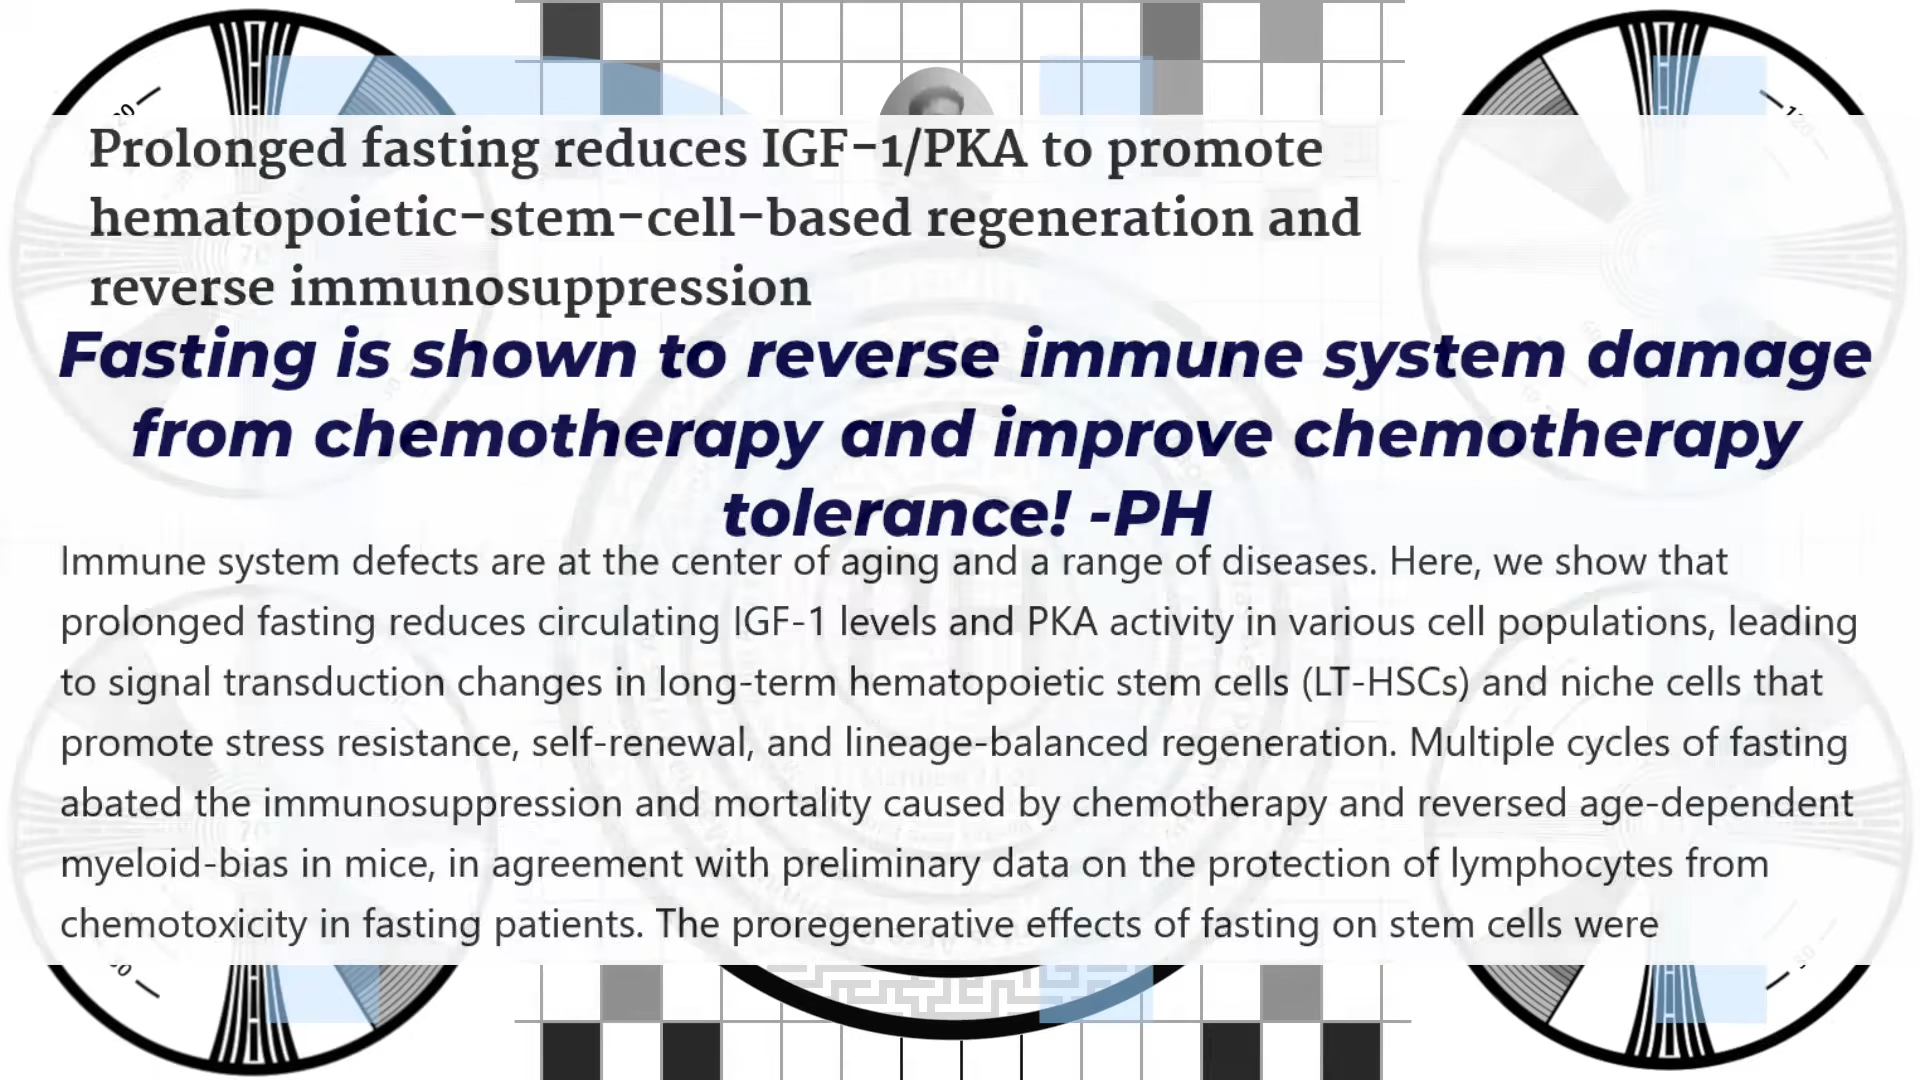 Prolonged fasting reduces IGF-1/PKA to promote
hematopoietic-stem-cell-based regeneration and
reverse immunosuppression
Fasting is shown to reverse immune system damage
from chemotherapy and improve chemotherapy
tolerance! -PH
Immune system defects are at the center of aging and a range of diseases. Here, we show that
prolonged fasting reduces circulating IGF-1 levels and PKA activity in various cell populations, leading
to signal transduction changes in long-term hematopoietic stem cells (LT-HSCs) and niche cells that
promote stress resistance, self-renewal, and lineage-balanced regeneration. Multiple cycles of fasting
abated the immunosuppression and mortality caused by chemotherapy and reversed age-dependent
myeloid-bias in mice, in agreement with preliminary data on the protection of lymphocytes from
chemotoxicity in fasting patients. The proregenerative effects of fasting on stem cells were